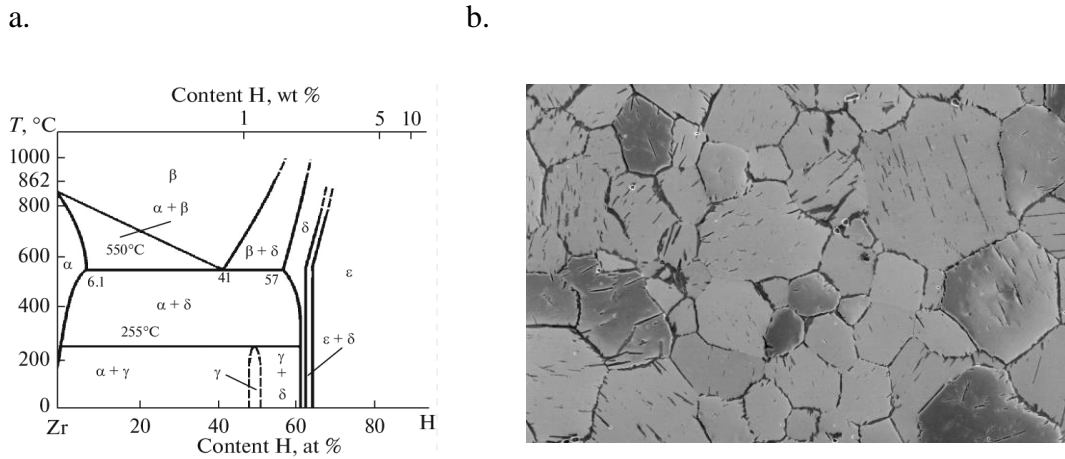 a.
b.
Content H, wt %
T, °C
1
5 10
1000
862
800
600
400
200
0
β
α + β
550°C
α
6.1
41
57
β + δ
δ
ε
α + δ
255°C
α + γ
γ
γ
+
δ
ε + δ
Zr
20
40
60
80
H
Content H, at %